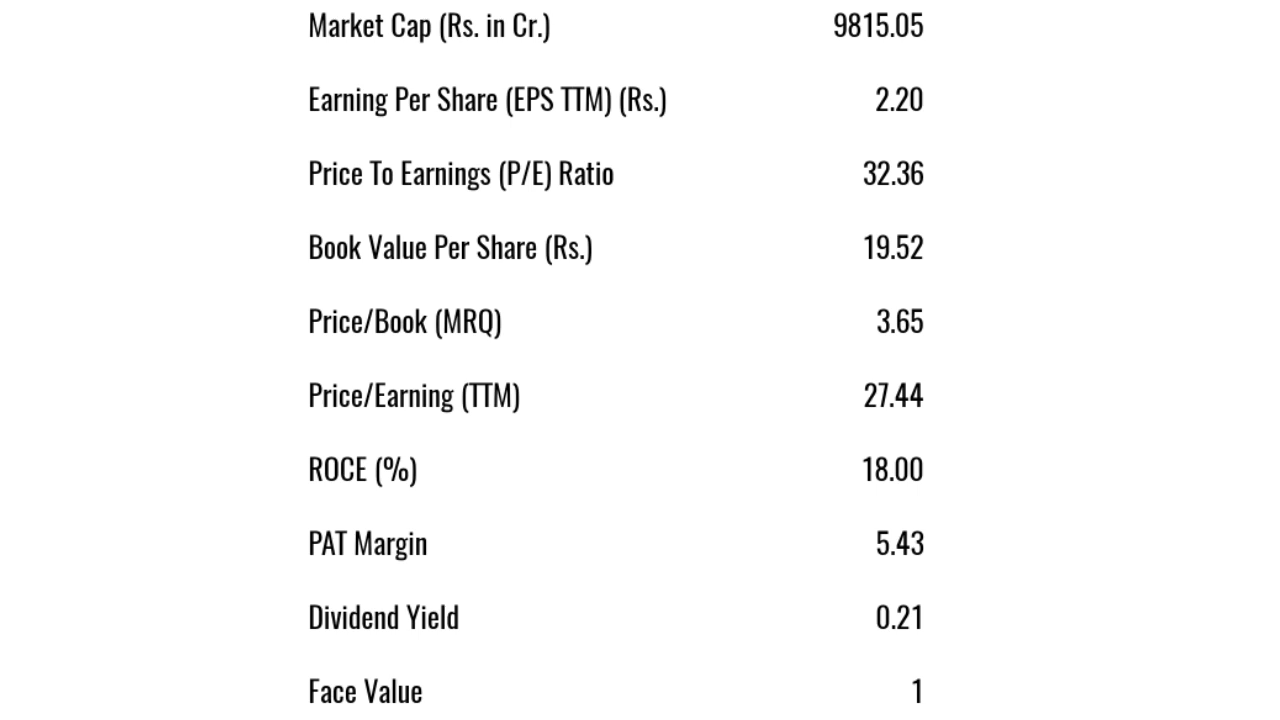 Market Cap (Rs. in Cr.) 9815.05
Earning Per Share (EPS TTM) (Rs.) 2.20
Price To Earnings (P/E) Ratio 32.36
Book Value Per Share (Rs.) 19.52
Price/Book (MRQ) 3.65
Price/Earning (TTM) 27.44
ROCE (%) 18.00
PAT Margin 5.43
Dividend Yield 0.21
Face Value 1